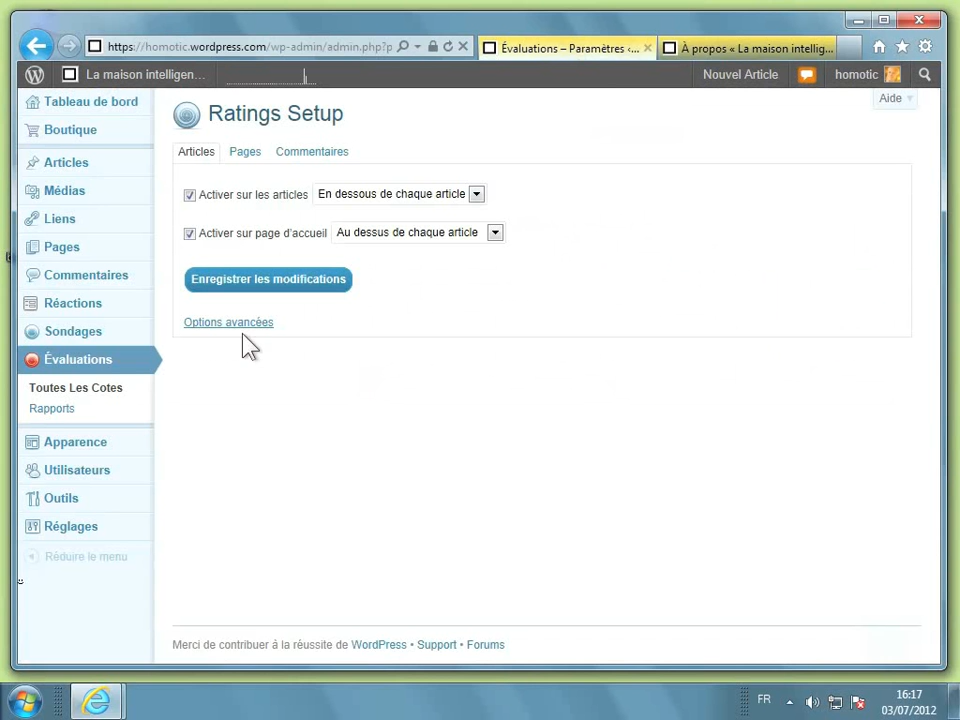 https://homotic.wordpress.com/wp-admin/admin.php?p
Évaluations – Paramètres ‹...
À propos « La maison intellig...
La maison intelligen...
Nouvel Article
homotic
Tableau de bord
Boutique
Articles
Médias
Liens
Pages
Commentaires
Réactions
Sondages
Évaluations
Toutes Les Cotes
Rapports
Apparence
Utilisateurs
Outils
Réglages
Réduire le menu
Aide
Ratings Setup
Articles Pages Commentaires
Activer sur les articles En dessous de chaque article
Activer sur page d'accueil Au dessus de chaque article
Enregistrer les modifications
Options avancées
Merci de contribuer à la réussite de WordPress • Support • Forums
FR
16:17
03/07/2012